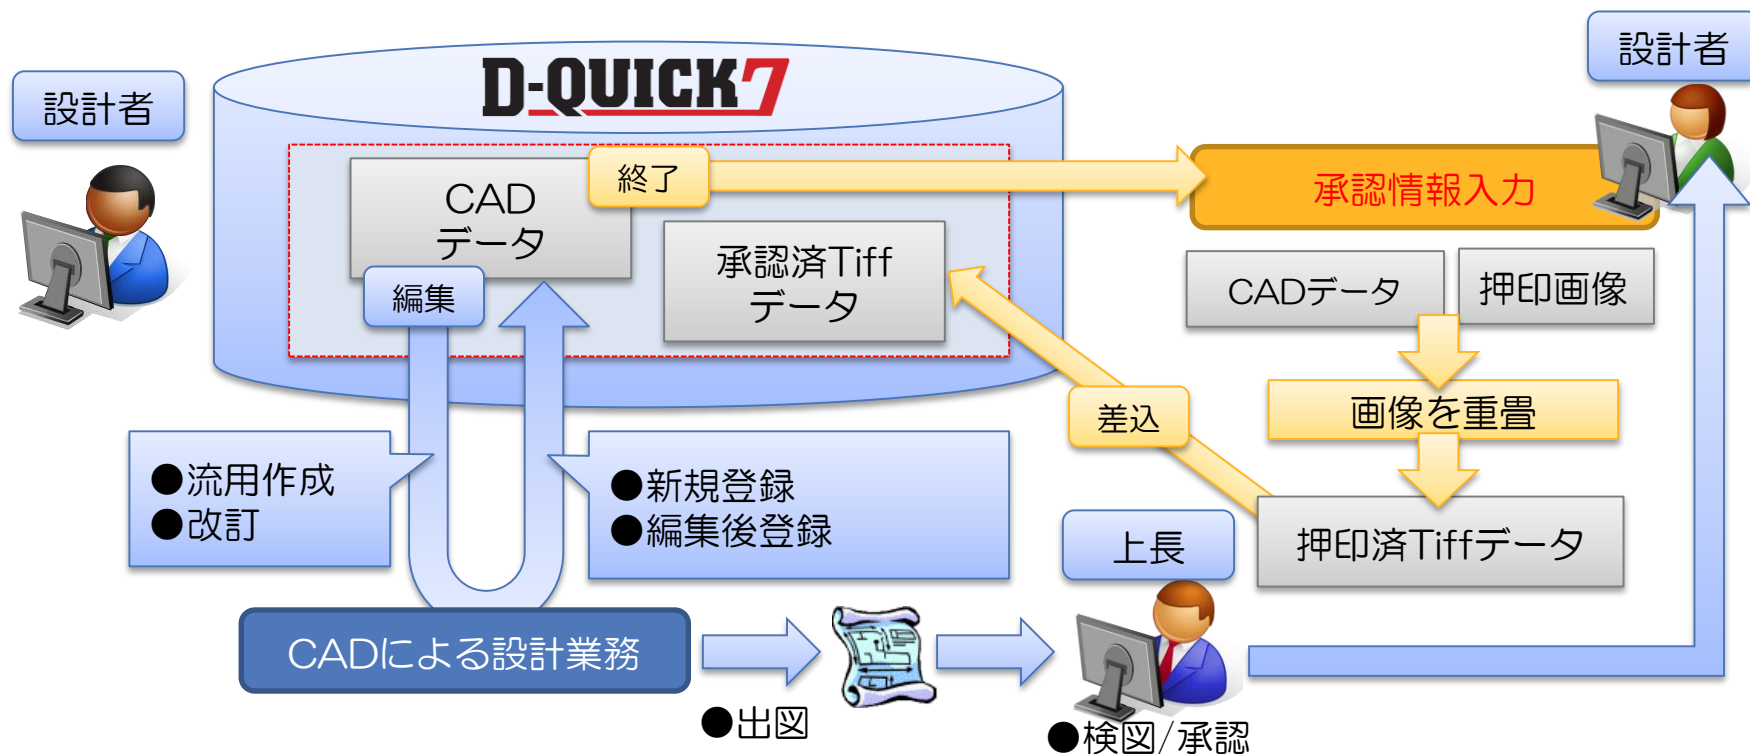 設計者
D-QUICK7
設計者
CAD
データ
終了
承認情報入力
編集
承認済Tiff
データ
CADデータ
押印画像
画像を重畳
差込
●流用作成
●改訂
●新規登録
●編集後登録
押印済Tiffデータ
上長
CADによる設計業務
●出図
●検図/承認